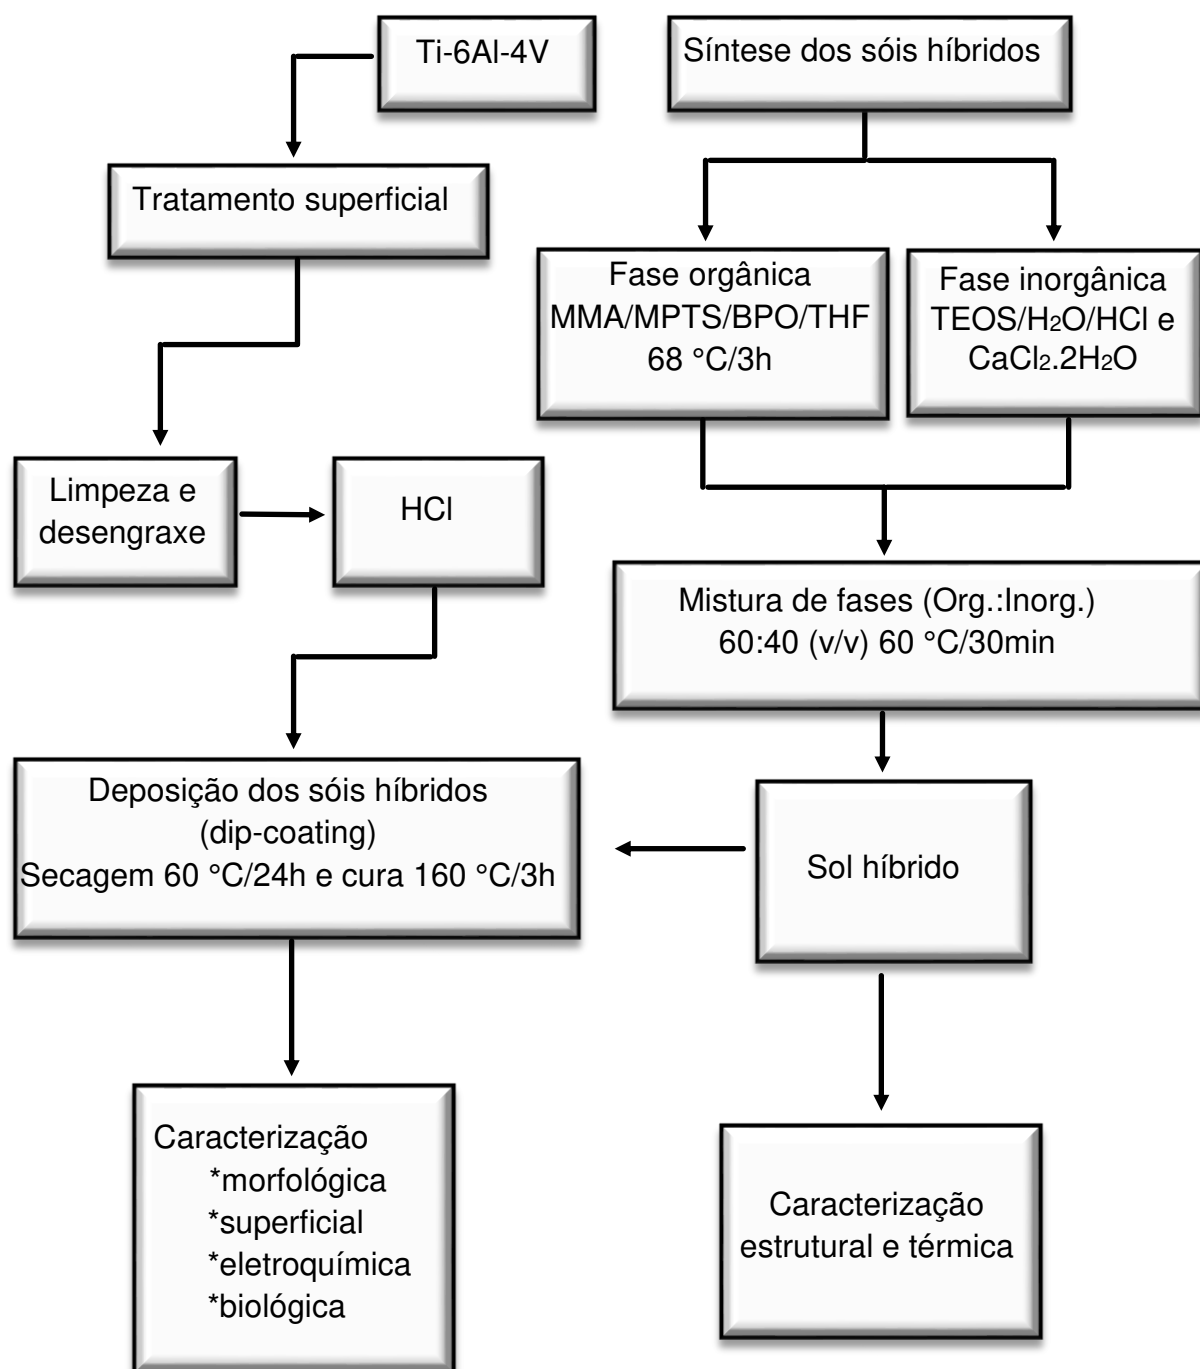 Ti-6Al-4V
Síntese dos sóis híbridos
Tratamento superficial
Fase orgânica
MMA/MPTS/BPO/THF
68 °C/3h
Fase inorgânica
TEOS/H₂O/HCl e
CaCl₂.2H₂O
Limpeza e
desengraxe
HCl
Mistura de fases (Org.:Inorg.)
60:40 (v/v) 60 °C/30min
Deposição dos sóis híbridos
(dip-coating)
Secagem 60 °C/24h e cura 160 °C/3h
Sol híbrido
Caracterização
*morfológica
*superficial
*eletroquímica
*biológica
Caracterização
estrutural e térmica